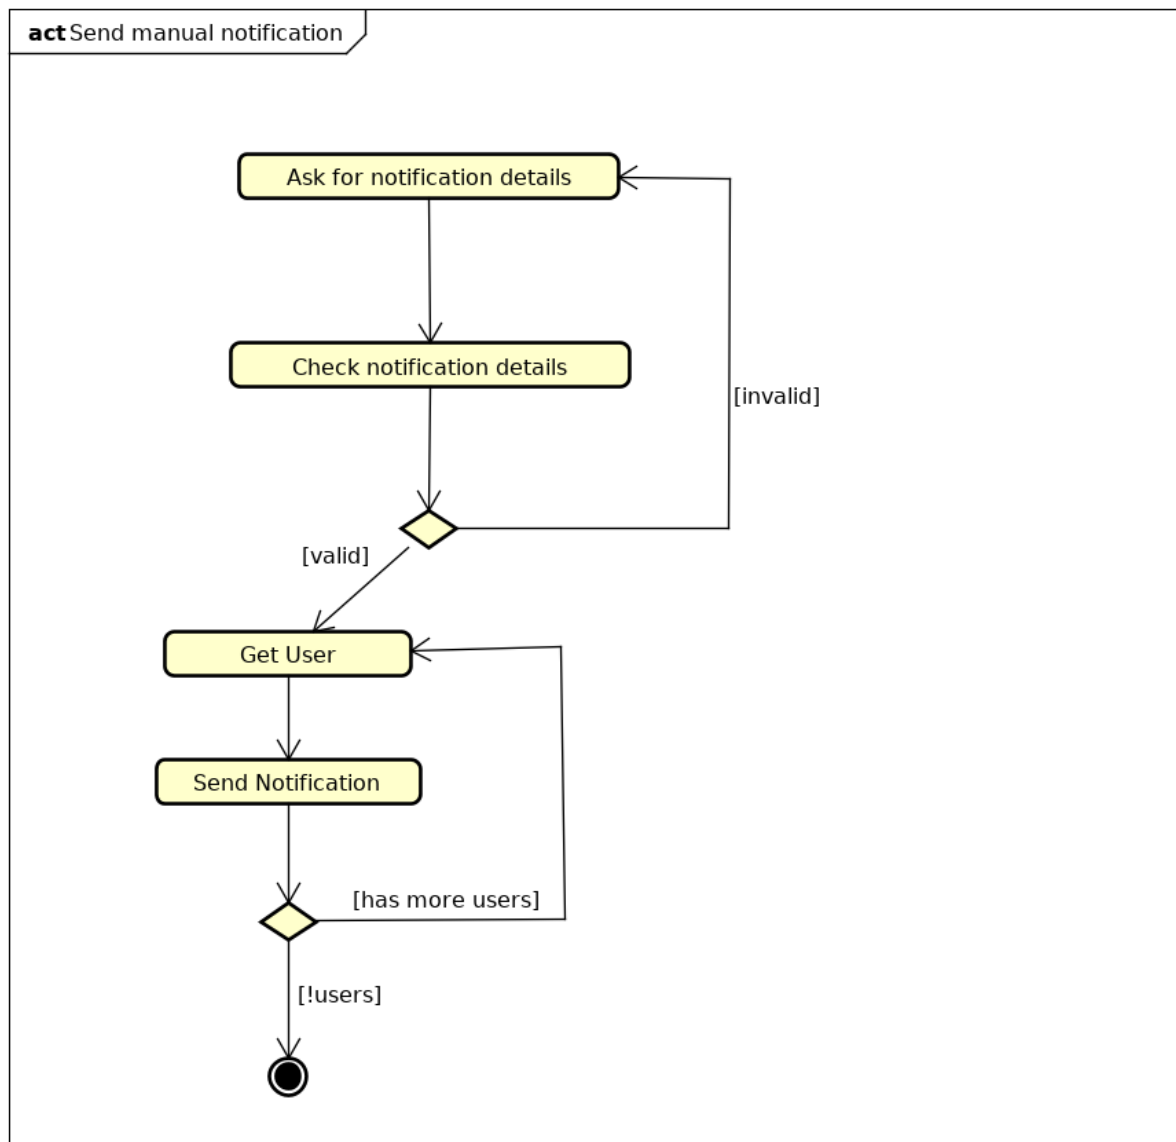 act Send manual notification
Ask for notification details
Check notification details
[invalid]
[valid]
Get User
Send Notification
[has more users]
[!users]